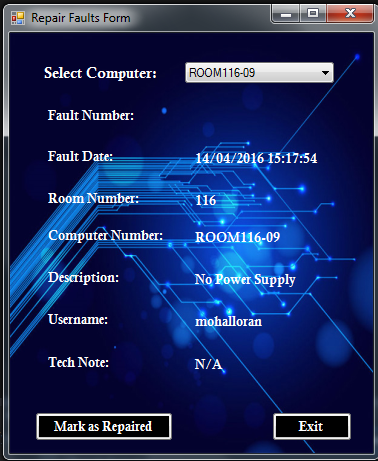 Repair Faults Form
Select Computer: ROOM116-09
Fault Number:
Fault Date: 14/04/2016 15:17:54
Room Number: 116
Computer Number: ROOM116-09
Description: No Power Supply
Username: mohalloran
Tech Note: N/A
Mark as Repaired Exit